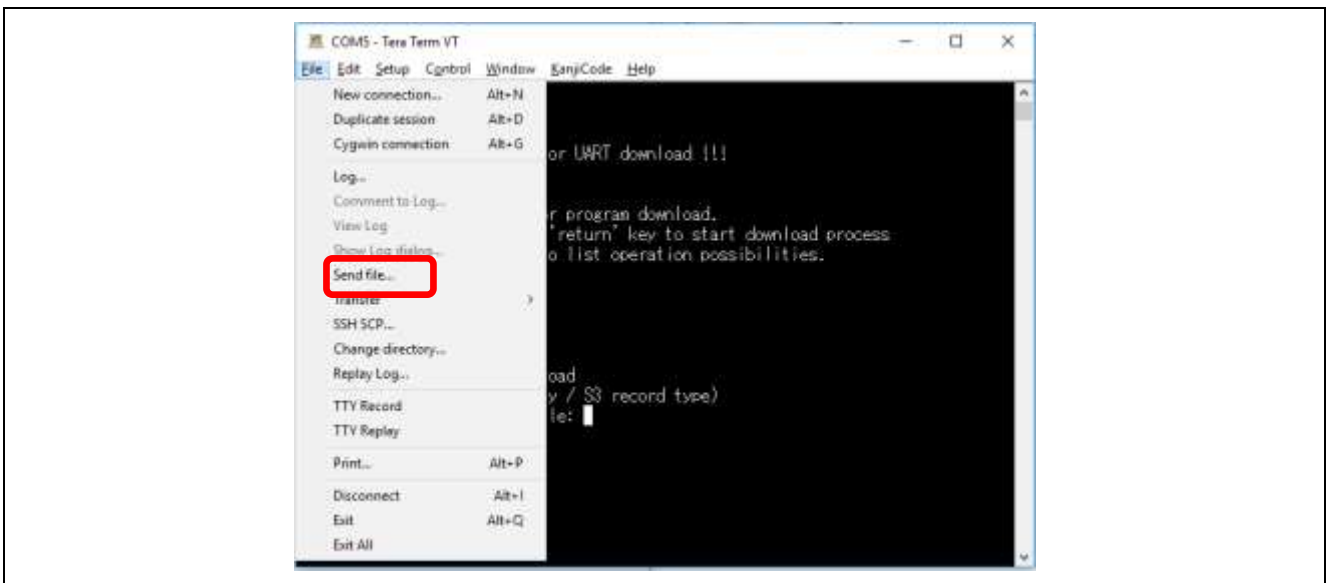 COM5 - Tera Term VT
File Edit Setup Control Window KanjiCode Help
New connection... Alt+N
Duplicate session Alt+D
Cygwin connection Alt+G
Log...
Comment to Log...
View Log
Show Log dialog...
Send file...
Transfer
SSH SCP...
Change directory...
Replay Log...
TTY Record
TTY Replay
Print... Alt+P
Disconnect Alt+I
Exit Alt+Q
Exit All
or UART download !!!
r program download.
'return' key to start download process
o list operation possibilities.
oad
y / S3 record type)
le: